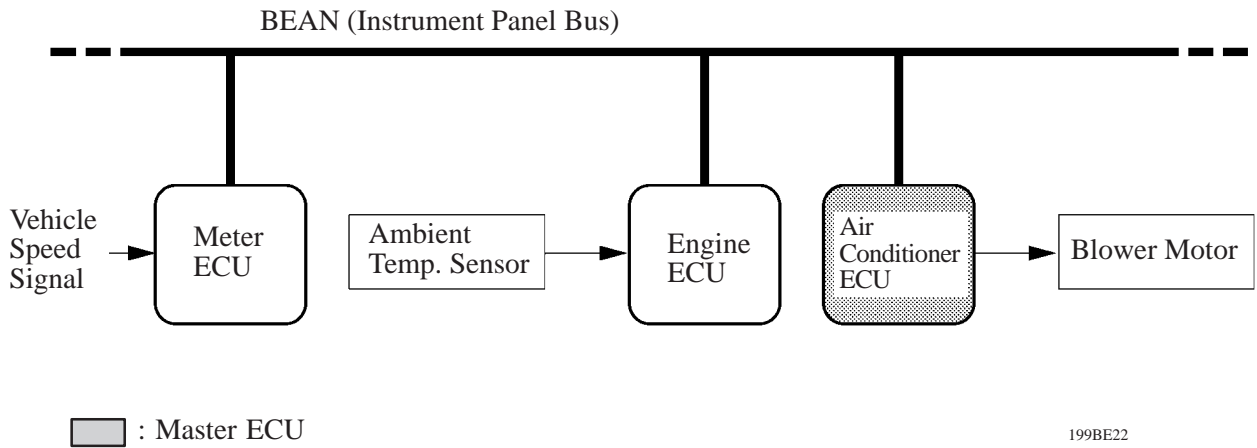 BEAN (Instrument Panel Bus)
Vehicle
Speed
Signal
Meter
ECU
Ambient
Temp. Sensor
Engine
ECU
Air
Conditioner
ECU
Blower Motor
: Master ECU
199BE22